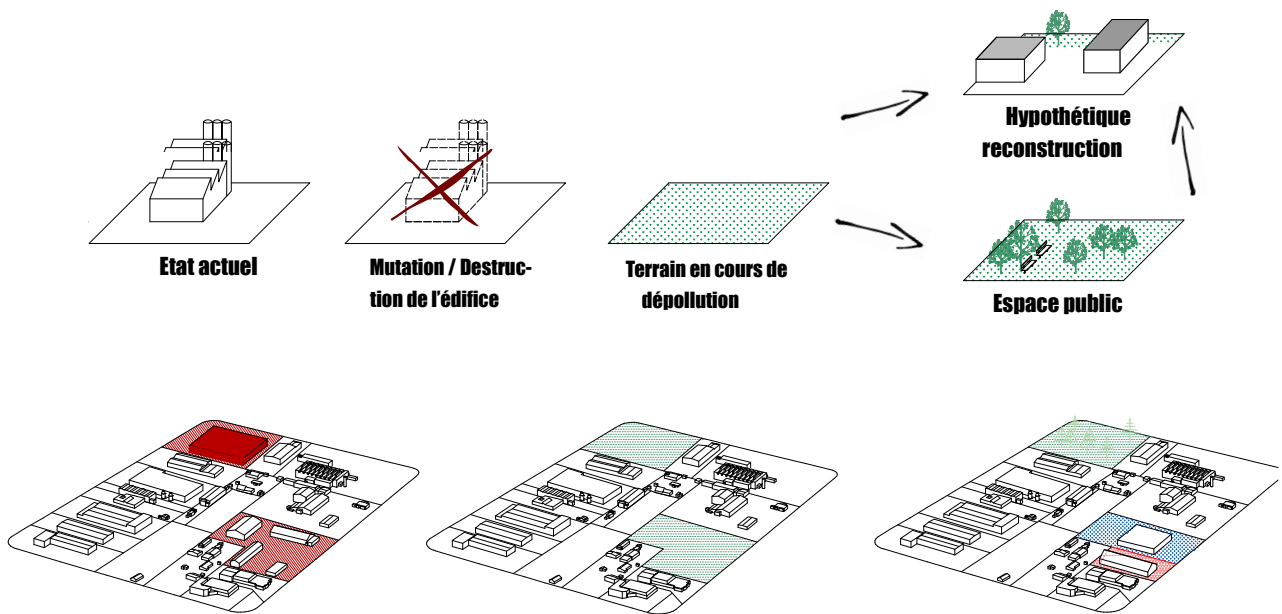 Hypothétique
reconstruction
Etat actuel
Mutation / Destruc-
tion de l'édifice
Terrain en cours de
dépollution
Espace public